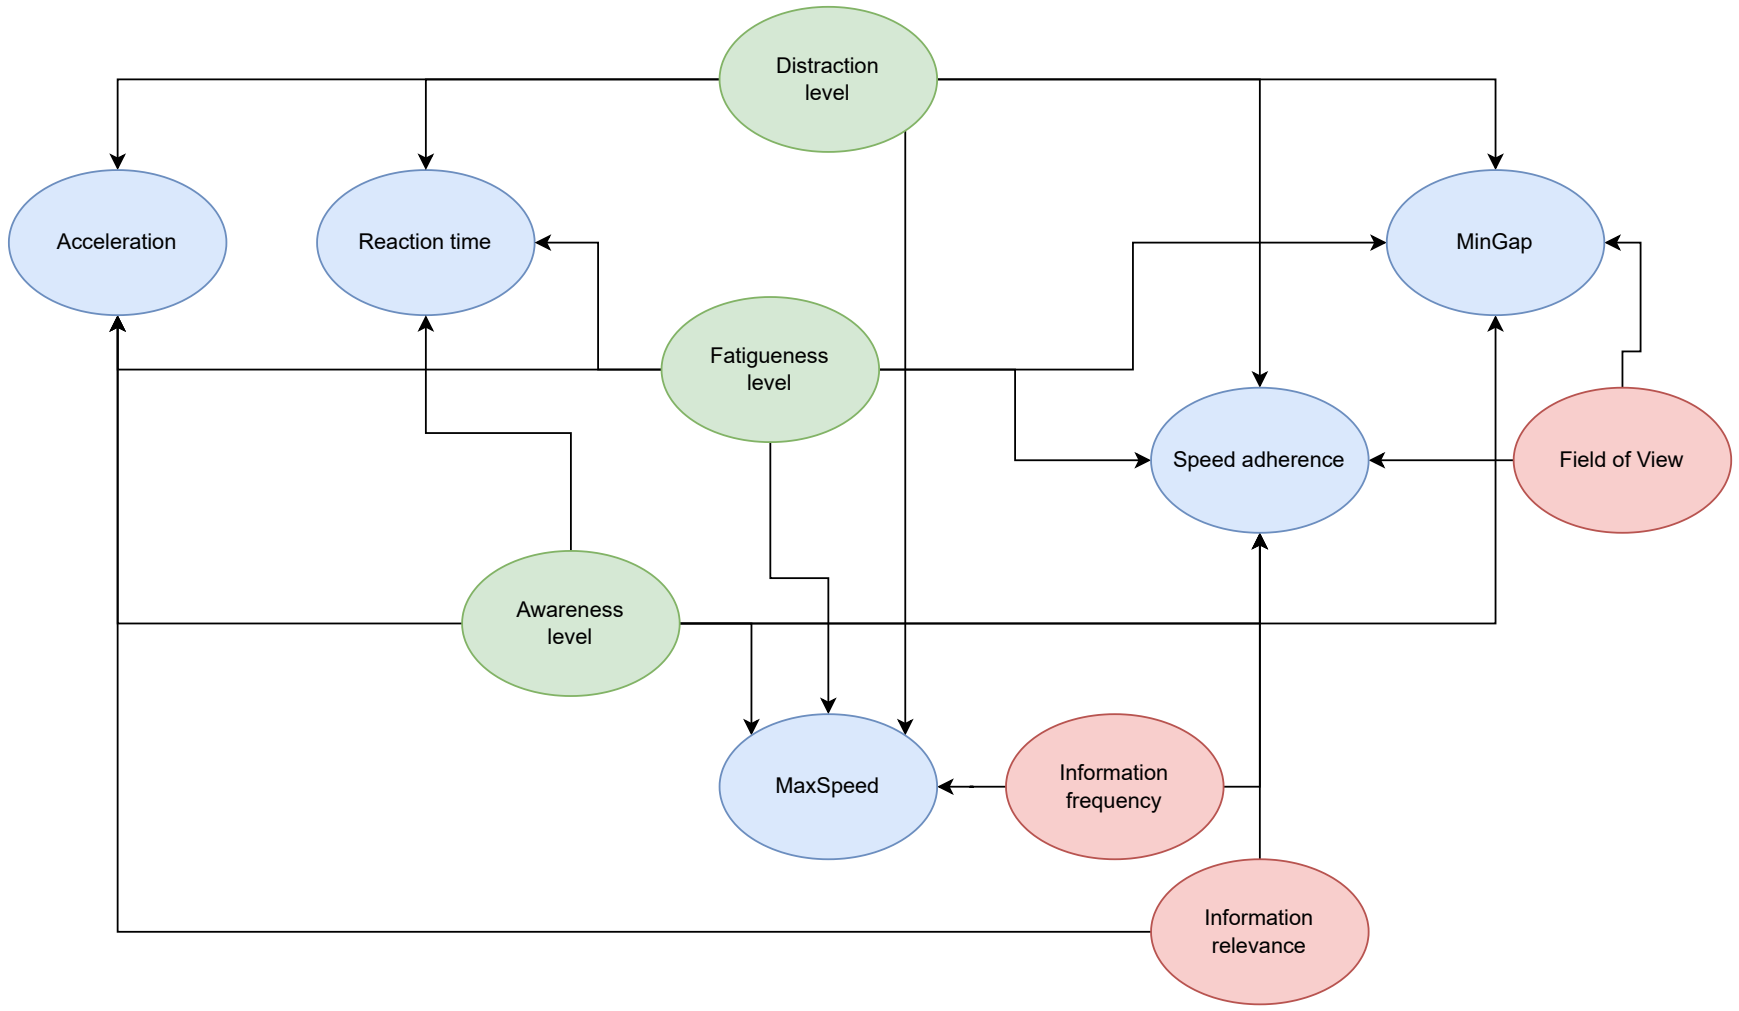 Distraction
level
Acceleration
Reaction time
MinGap
Fatigueness
level
Speed adherence
Field of View
Awareness
level
MaxSpeed
Information
frequency
Information
relevance